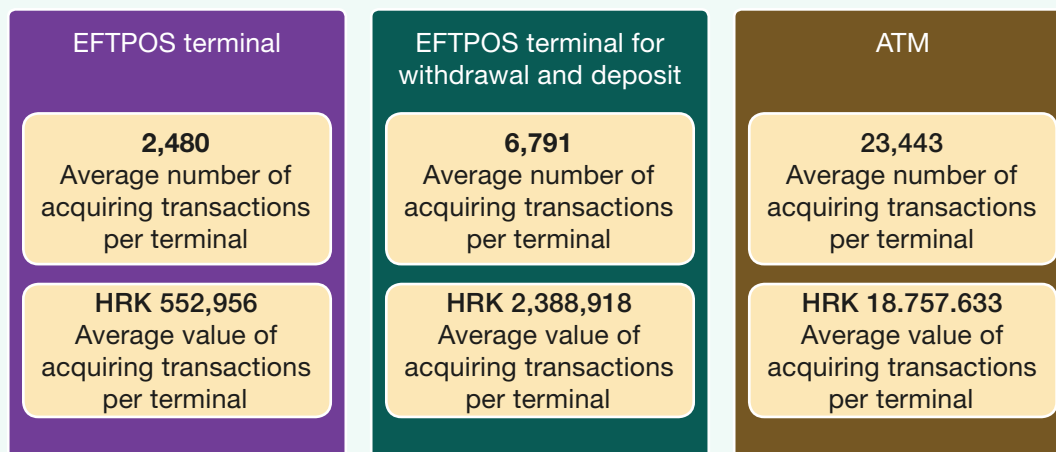 EFTPOS terminal
2,480
Average number of
acquiring transactions
per terminal
HRK 552,956
Average value of
acquiring transactions
per terminal
EFTPOS terminal for
withdrawal and deposit
6,791
Average number of
acquiring transactions
per terminal
HRK 2,388,918
Average value of
acquiring transactions
per terminal
ATM
23,443
Average number of
acquiring transactions
per terminal
HRK 18.757.633
Average value of
acquiring transactions
per terminal